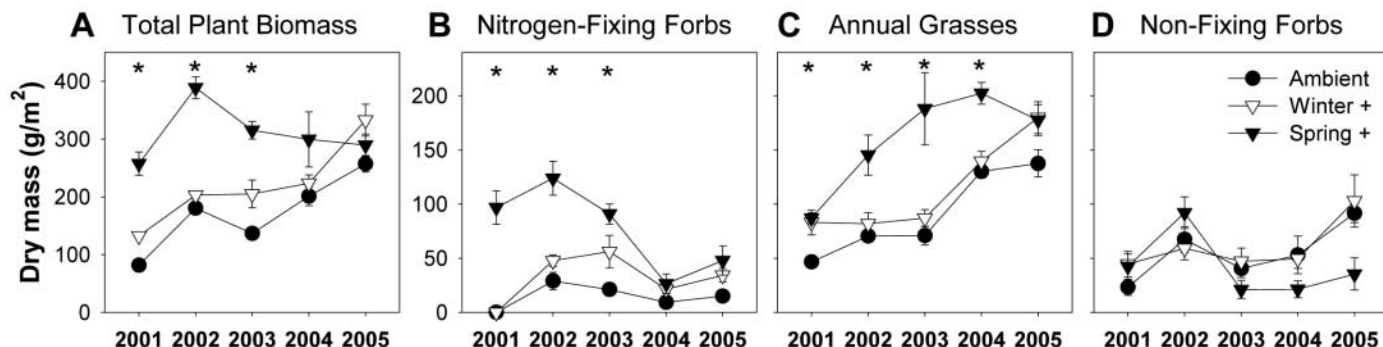 A Total Plant Biomass
B Nitrogen-Fixing Forbs
C Annual Grasses
D Non-Fixing Forbs
Dry mass (g/m²)
400
300
200
100
0
* * *
2001 2002 2003 2004 2005
200
150
100
50
0
* * *
2001 2002 2003 2004 2005
* * * *
2001 2002 2003 2004 2005
Ambient
Winter +
Spring +
2001 2002 2003 2004 2005